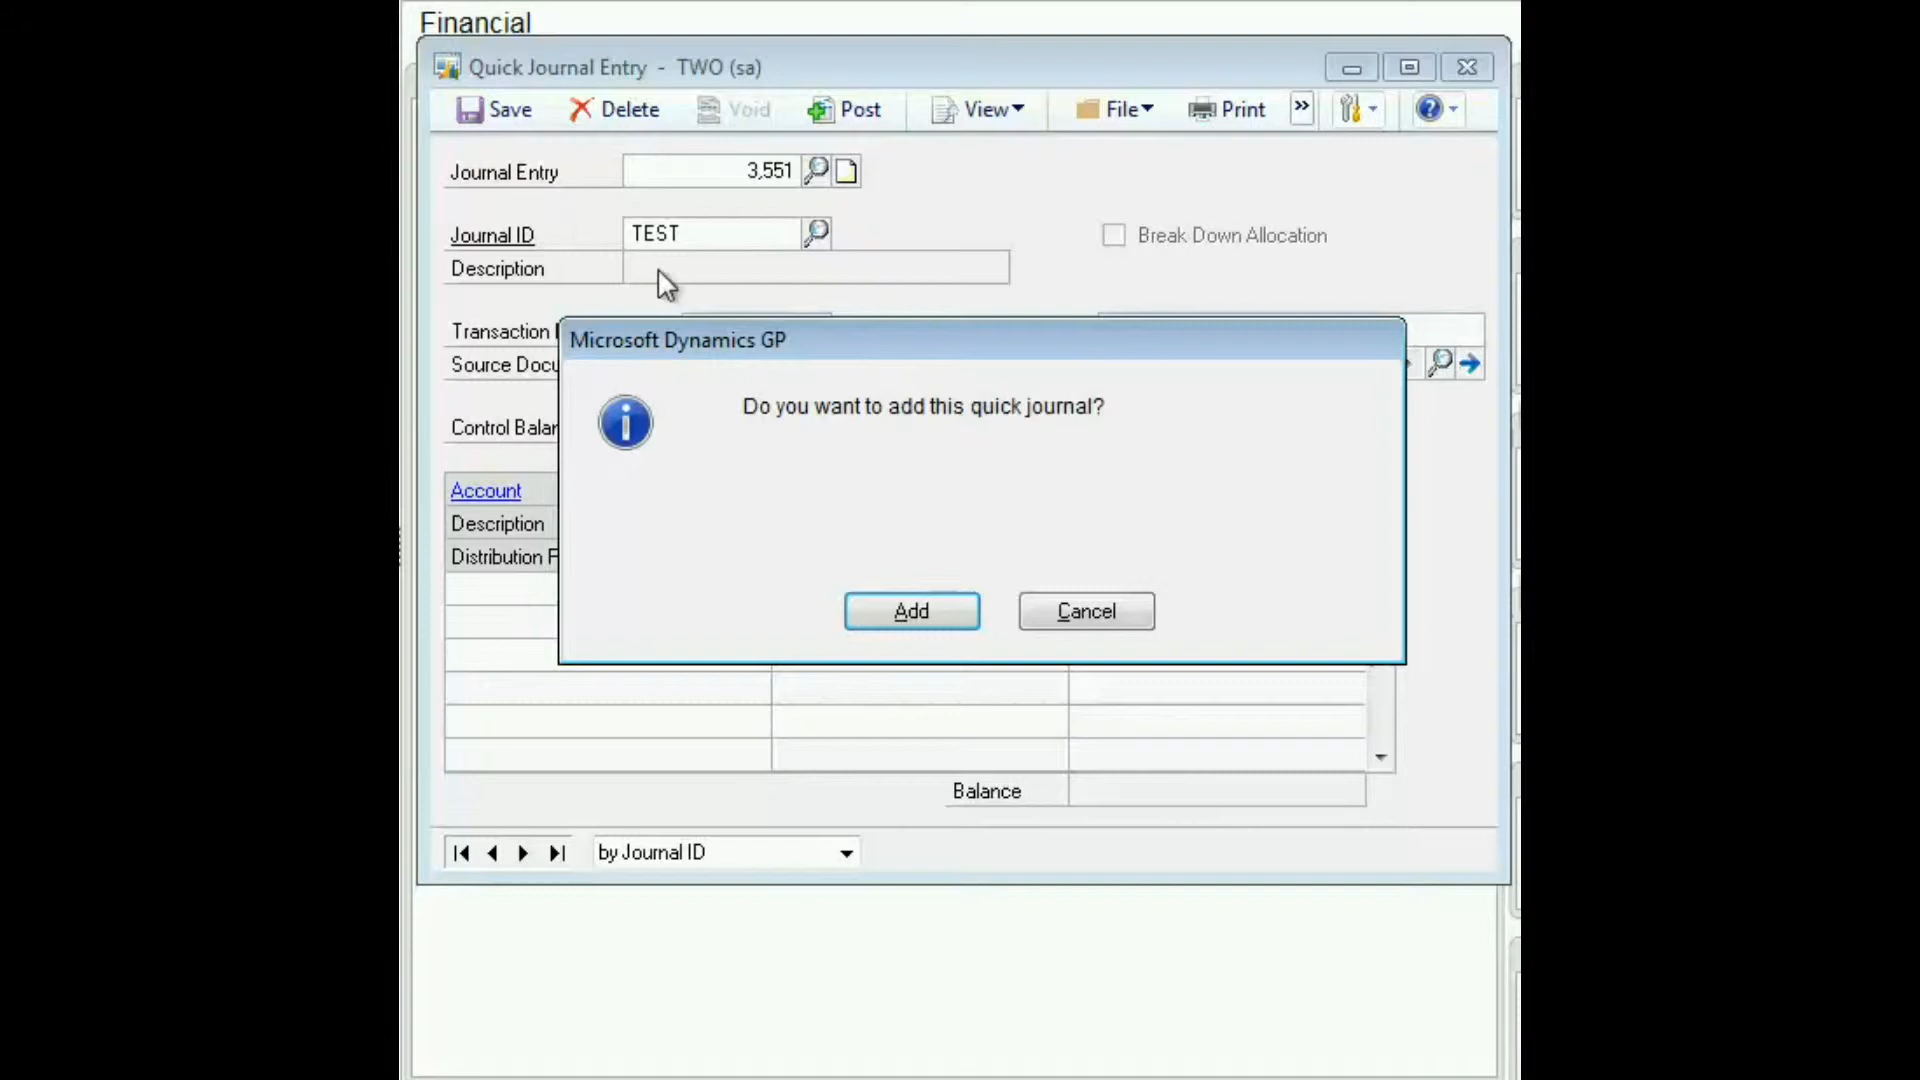 Financial
Quick Journal Entry - TWO (sa)
Save Delete Void Post View File Print »
Journal Entry 3,551
Journal ID TEST Break Down Allocation
Description
Transaction
Source
Control
Microsoft Dynamics GP
Do you want to add this quick journal?
Add Cancel
Account
Description
Distribution
Balance
by Journal ID